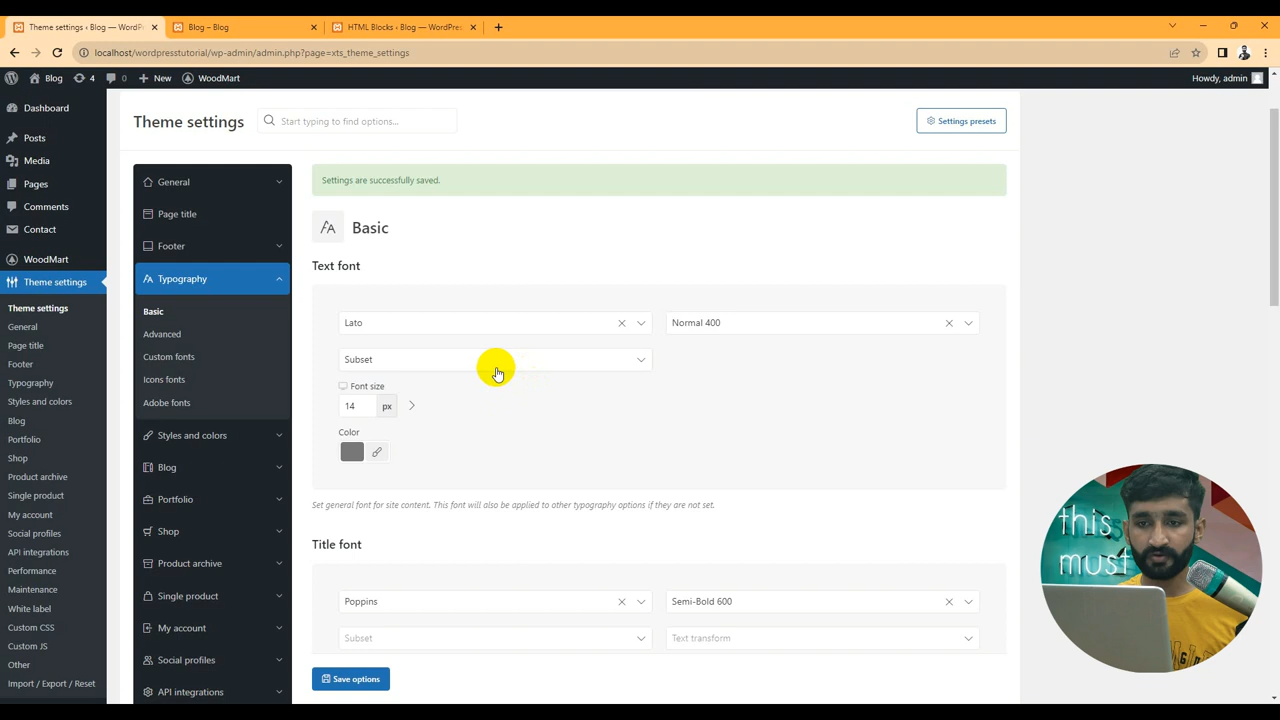 Theme settings ‹ Blog — WordPr
Blog – Blog
HTML Blocks ‹ Blog — WordPres
localhost/wordpresstutorial/wp-admin/admin.php?page=xts_theme_settings
Blog
4
0
New
WoodMart
Howdy, admin
Dashboard
Posts
Media
Pages
Comments
Contact
WoodMart
Theme settings
Theme settings
General
Page title
Footer
Typography
Styles and colors
Blog
Portfolio
Shop
Product archive
Single product
My account
Social profiles
API integrations
Performance
Maintenance
White label
Custom CSS
Custom JS
Other
Import / Export / Reset
Theme settings
Start typing to find options...
Settings presets
General
Page title
Footer
Typography
Basic
Advanced
Custom fonts
Icons fonts
Adobe fonts
Styles and colors
Blog
Portfolio
Shop
Product archive
Single product
My account
Social profiles
API integrations
Settings are successfully saved.
Basic
Text font
Lato
Normal 400
Subset
Font size
14
px
Color
Set general font for site content. This font will also be applied to other typography options if they are not set.
Title font
Poppins
Semi-Bold 600
Subset
Text transform
Save options
this
must